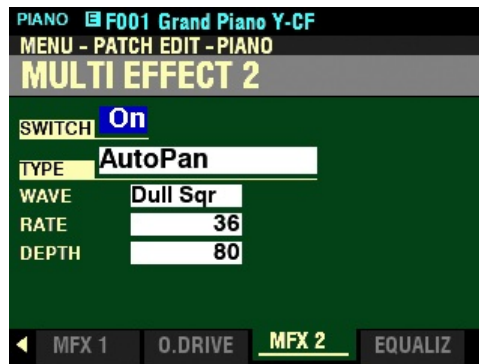 PIANO E F001 Grand Piano Y-CF
MENU - PATCH EDIT -PIANO
MULTI EFFECT 2
SWITCH On
TYPE AutoPan
WAVE Dull Sqr
RATE 36
DEPTH 80
MFX 1 O.DRIVE MFX 2 EQUALIZ